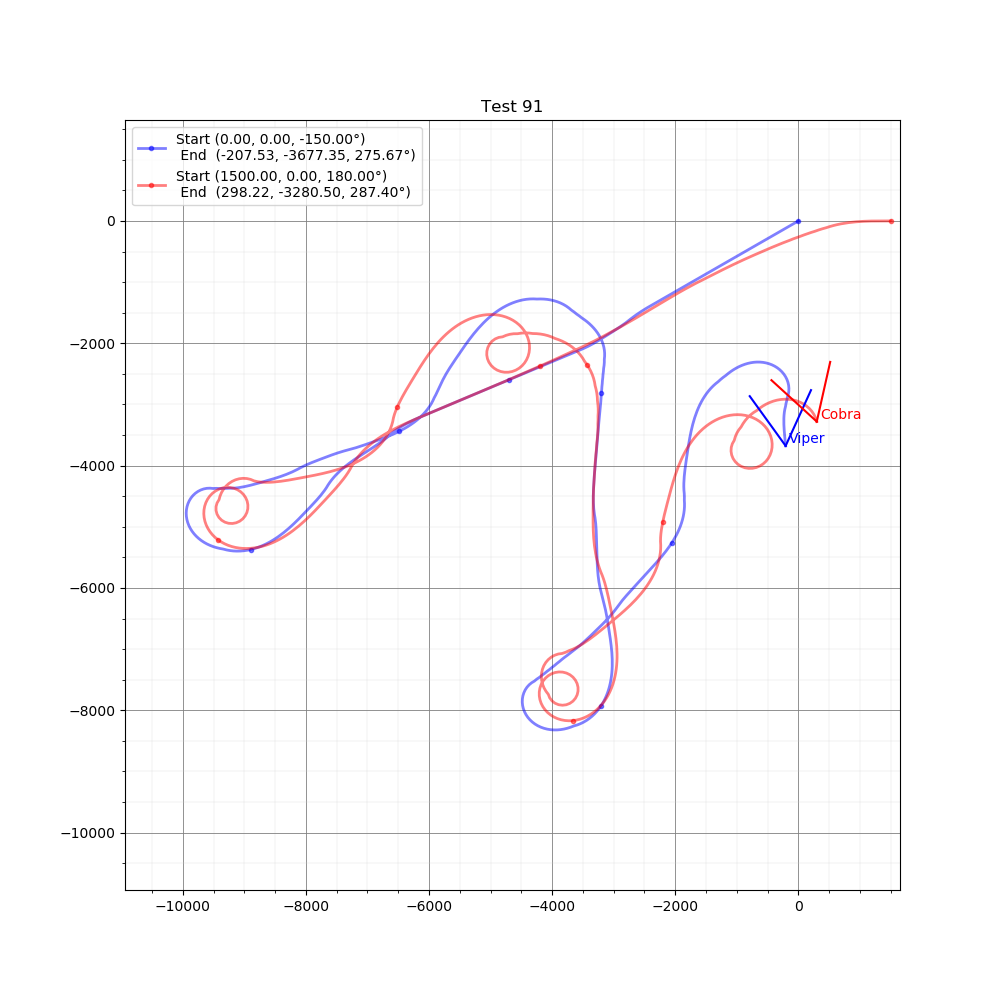 Test 91
Start (0.00, 0.00, -150.00°)
End  (-207.53, -3677.35, 275.67°)
Start (1500.00, 0.00, 180.00°)
End  (298.22, -3280.50, 287.40°)
0
−2000
−4000
−6000
−8000
−10000
Cobra
Viper
−10000 −8000 −6000 −4000 −2000 0